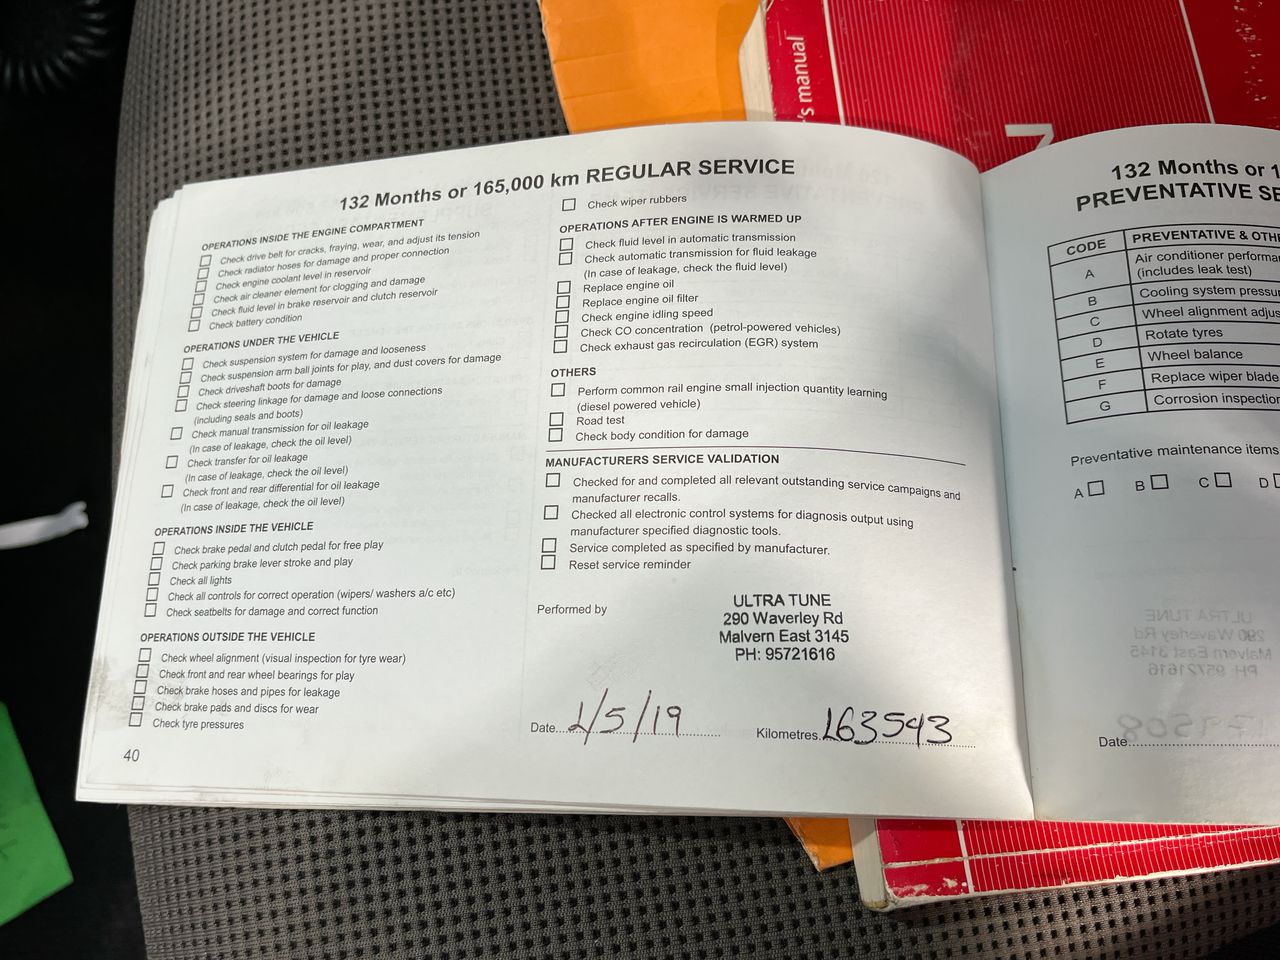 's manual
132 Months or 165,000 km REGULAR SERVICE
OPERATIONS INSIDE THE ENGINE COMPARTMENT
Check drive belt for cracks, fraying, wear, and adjust its tension
Check radiator hoses for damage and proper connection
Check engine coolant level in reservoir
Check air cleaner element for clogging and damage
Check fluid level in brake reservoir and clutch reservoir
Check battery condition
OPERATIONS UNDER THE VEHICLE
Check suspension system for damage and looseness
Check suspension arm ball joints for play, and dust covers for damage
Check driveshaft boots for damage
Check steering linkage for damage and loose connections
(including seals and boots)
Check manual transmission for oil leakage
(In case of leakage, check the oil level)
Check transfer for oil leakage
(In case of leakage, check the oil level)
Check front and rear differential for oil leakage
(In case of leakage, check the oil level)
OPERATIONS INSIDE THE VEHICLE
Check brake pedal and clutch pedal for free play
Check parking brake lever stroke and play
Check all lights
Check all controls for correct operation (wipers/ washers a/c etc)
Check seatbelts for damage and correct function
OPERATIONS OUTSIDE THE VEHICLE
Check wheel alignment (visual inspection for tyre wear)
Check front and rear wheel bearings for play
Check brake hoses and pipes for leakage
Check brake pads and discs for wear
Check tyre pressures
40
Check wiper rubbers
OPERATIONS AFTER ENGINE IS WARMED UP
Check fluid level in automatic transmission
Check automatic transmission for fluid leakage
(In case of leakage, check the fluid level)
Replace engine oil
Replace engine oil filter
Check engine idling speed
Check CO concentration (petrol-powered vehicles)
Check exhaust gas recirculation (EGR) system
OTHERS
Perform common rail engine small injection quantity learning
(diesel powered vehicle)
Road test
Check body condition for damage
MANUFACTURERS SERVICE VALIDATION
Checked for and completed all relevant outstanding service campaigns and
manufacturer recalls.
Checked all electronic control systems for diagnosis output using
manufacturer specified diagnostic tools.
Service completed as specified by manufacturer.
Reset service reminder
Performed by
ULTRA TUNE
290 Waverley Rd
Malvern East 3145
PH: 95721616
Date 1/5/19 Kilometres 163543
132 Months or 1
PREVENTATIVE SE
CODE PREVENTATIVE & OTH
A Air conditioner performa
(includes leak test)
B Cooling system pressu
C Wheel alignment adjus
D Rotate tyres
E Wheel balance
F Replace wiper blade
G Corrosion inspection
Preventative maintenance items
A B C D
Date